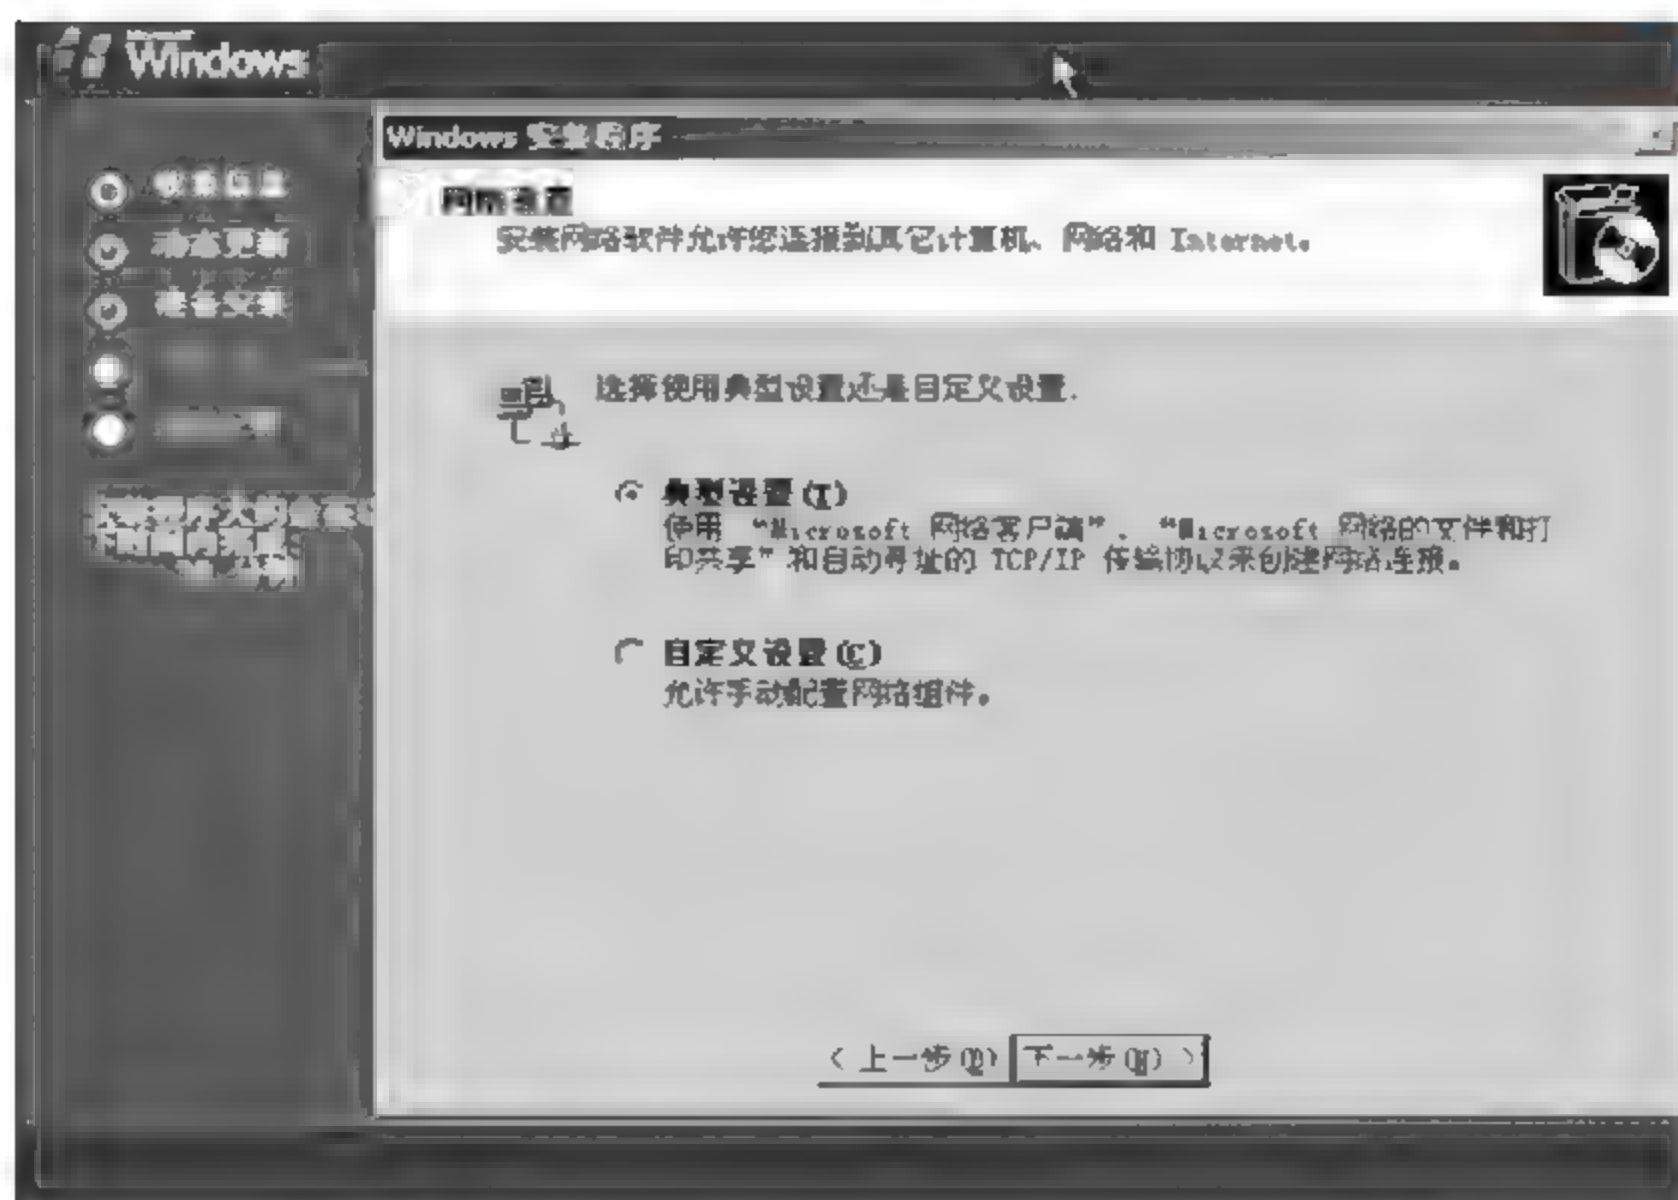 Microsoft
Windows
Windows 安装程序
网络设置
安装网络软件允许您连接到其它计算机、网络和 Internet。
动态更新
准备安装
选择使用典型设置还是自定义设置.
典型设置(T)
使用 “Microsoft 网络客户端”、“Microsoft 网络的文件和打
印共享” 和自动寻址的 TCP/IP 传输协议来创建网络连接。
自定义设置(C)
允许手动配置网络组件。
< 上一步(B) 下一步(N) >